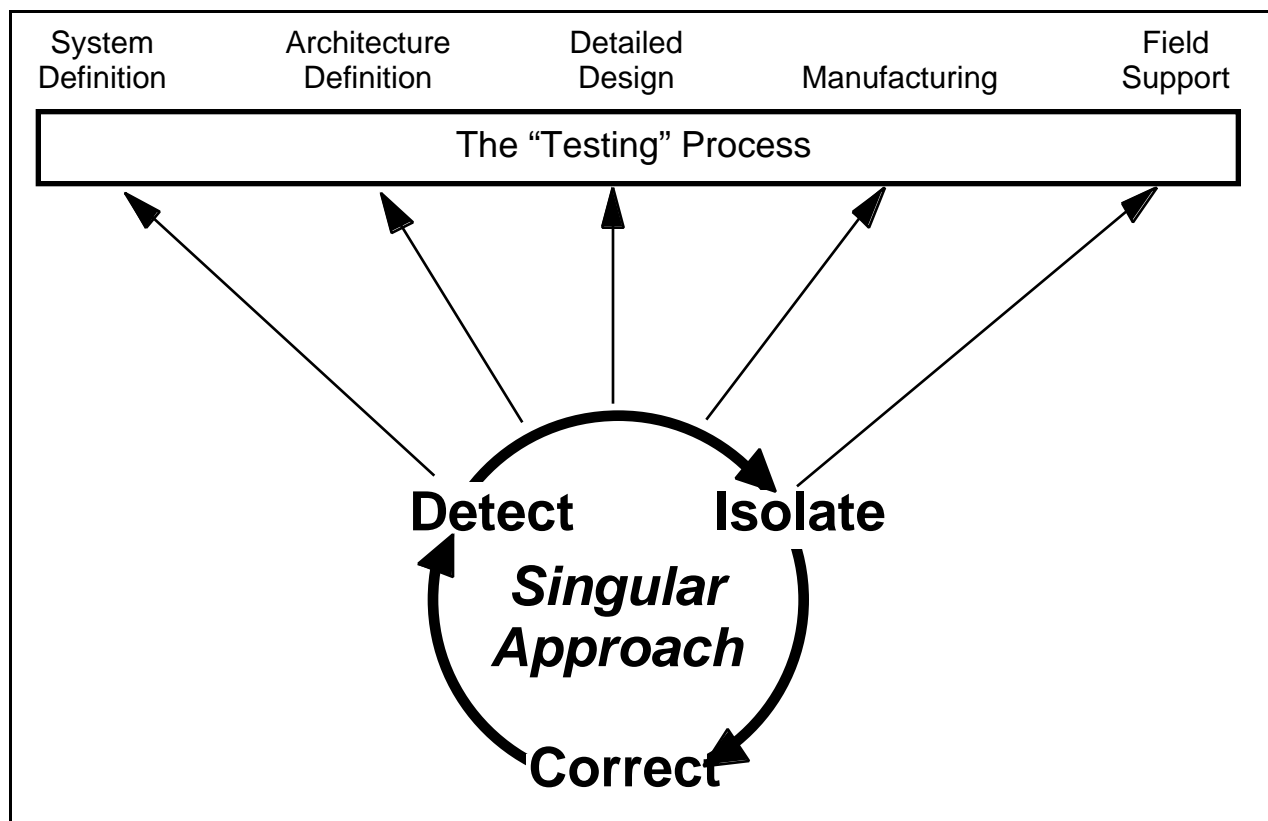 System
Definition
Architecture
Definition
Detailed
Design
Manufacturing
Field
Support
The “Testing” Process
Detect
Isolate
Singular
Approach
Correct